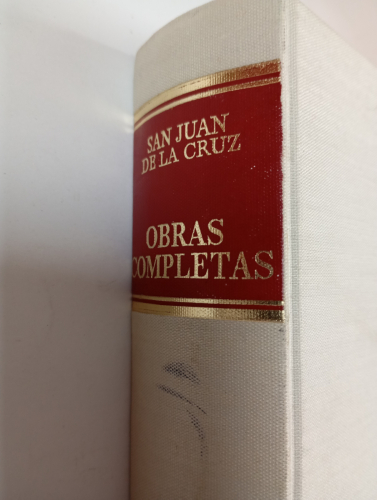 SAN JUAN
DE LA CRUZ
OBRAS
COMPLETAS